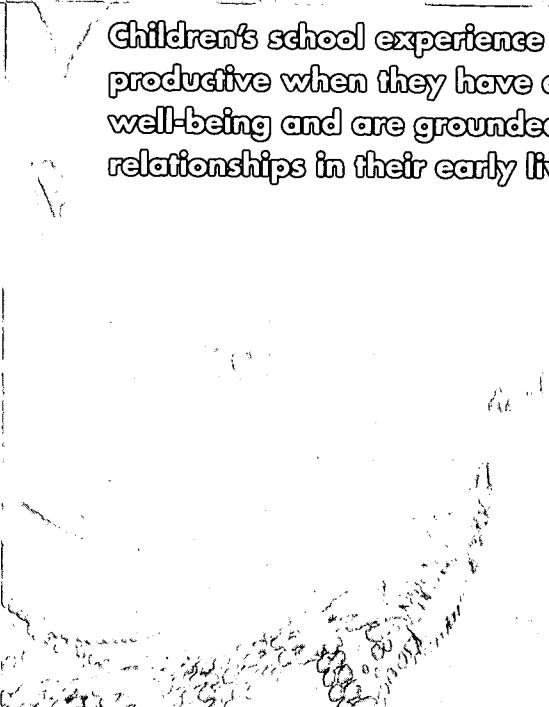 Children's school experience
productive when they have
well-being and are grounded
relationships in their early